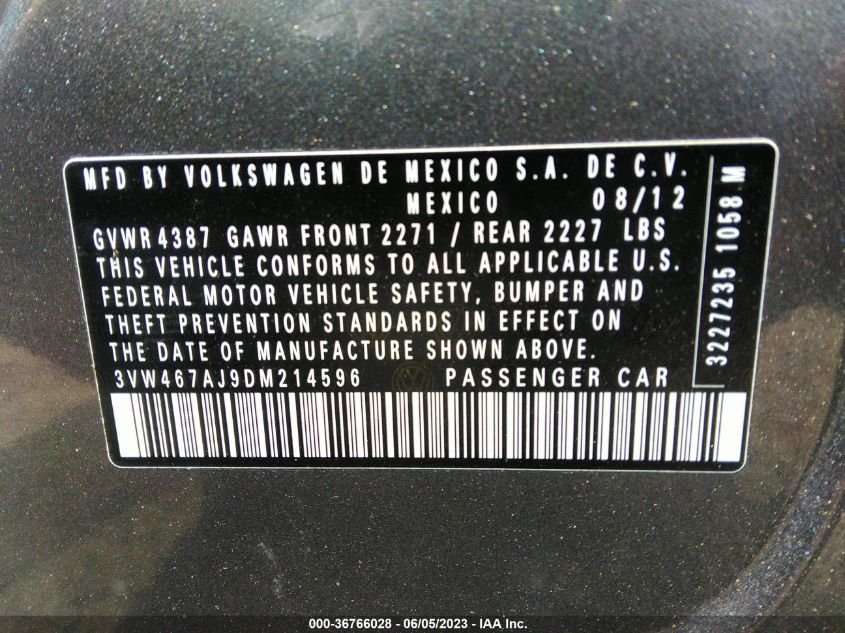 MFD BY VOLKSWAGEN DE MEXICO S.A. DE C.V.
MEXICO 08/12
GVWR 4387 GAWR FRONT 2271 / REAR 2227 LBS
THIS VEHICLE CONFORMS TO ALL APPLICABLE U.S.
FEDERAL MOTOR VEHICLE SAFETY, BUMPER AND
THEFT PREVENTION STANDARDS IN EFFECT ON
THE DATE OF MANUFACTURE SHOWN ABOVE.
3VW467AJ9DM214596 PASSENGER CAR
3227235 1058 M
000-36766028 - 06/05/2023 - IAA Inc.